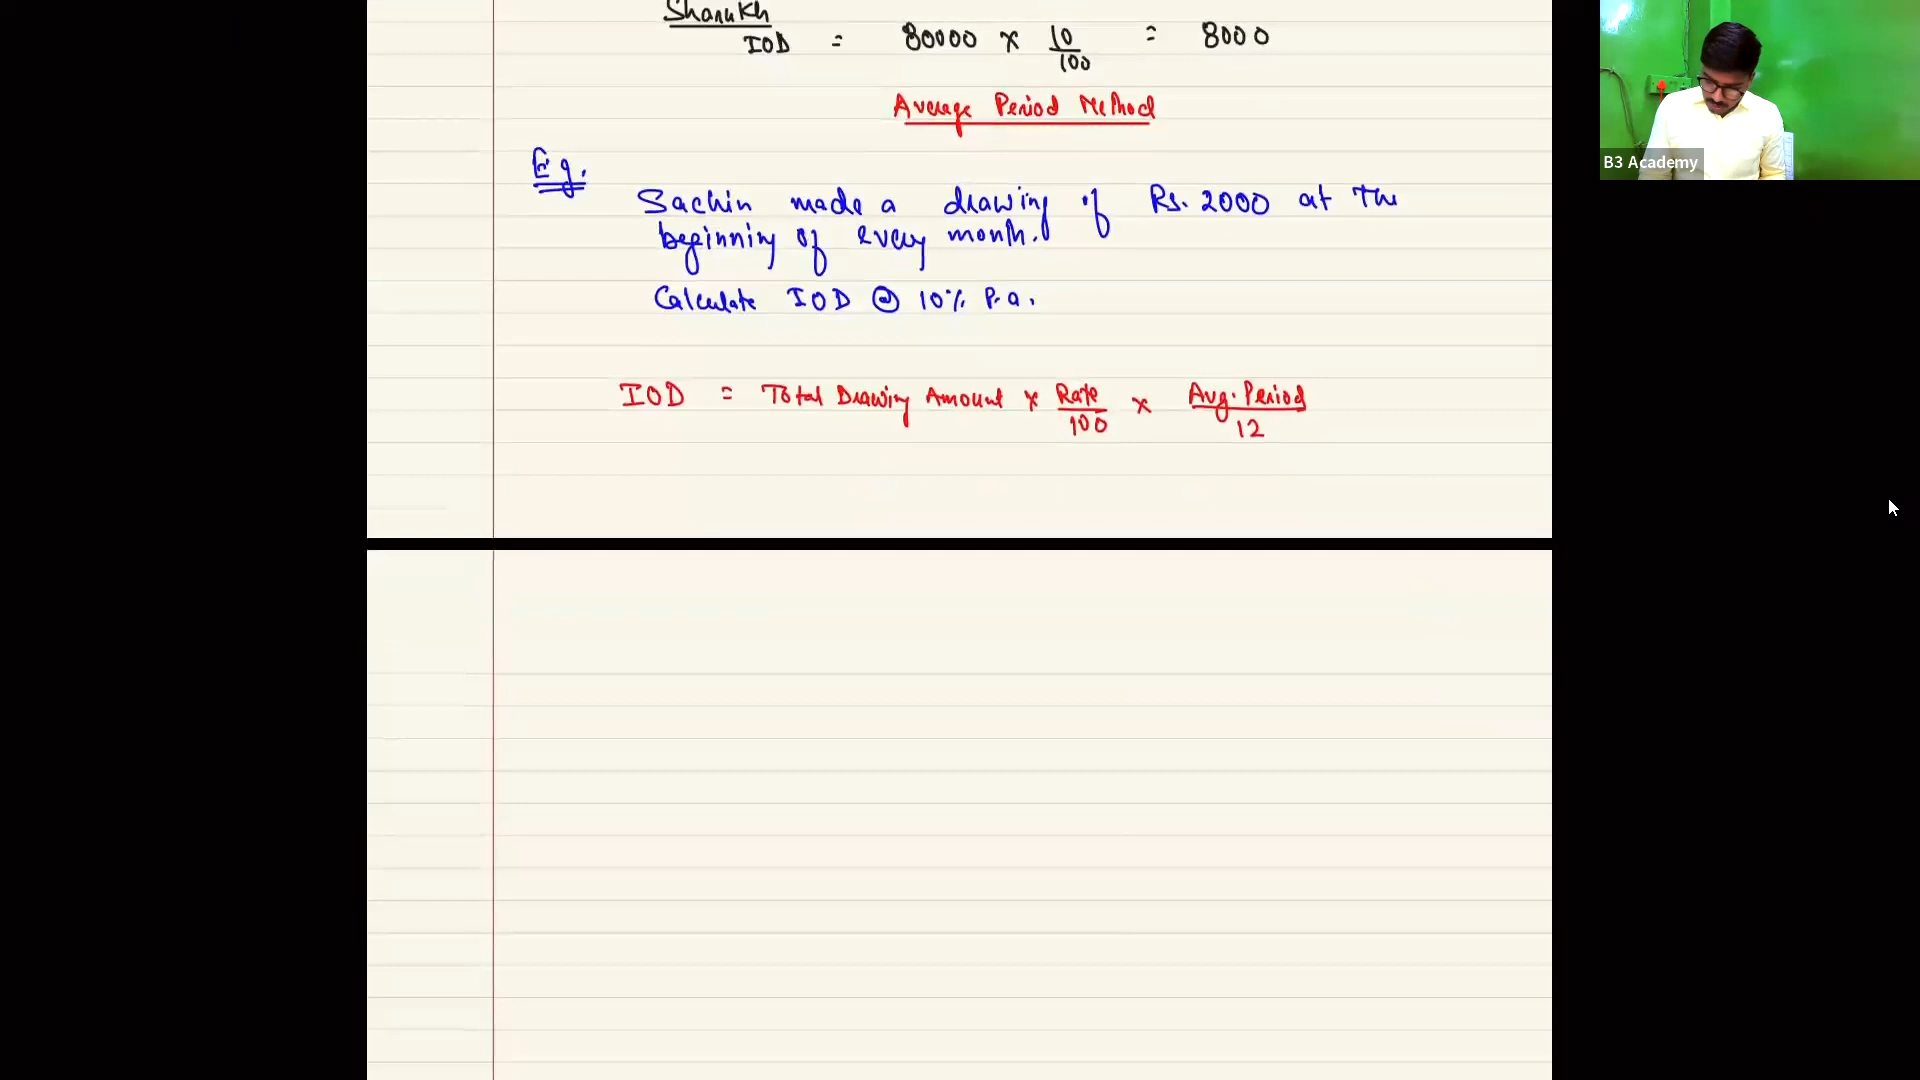 Sharukh
IOD = 80000 x 10/100 = 8000
Average Period Method
Eg.
Sachin made a drawing of Rs. 2000 at the
beginning of every month.
Calculate IOD @ 10% P.a.
IOD = Total Drawing Amount x Rate/100 x Avg. Period/12
B3 Academy